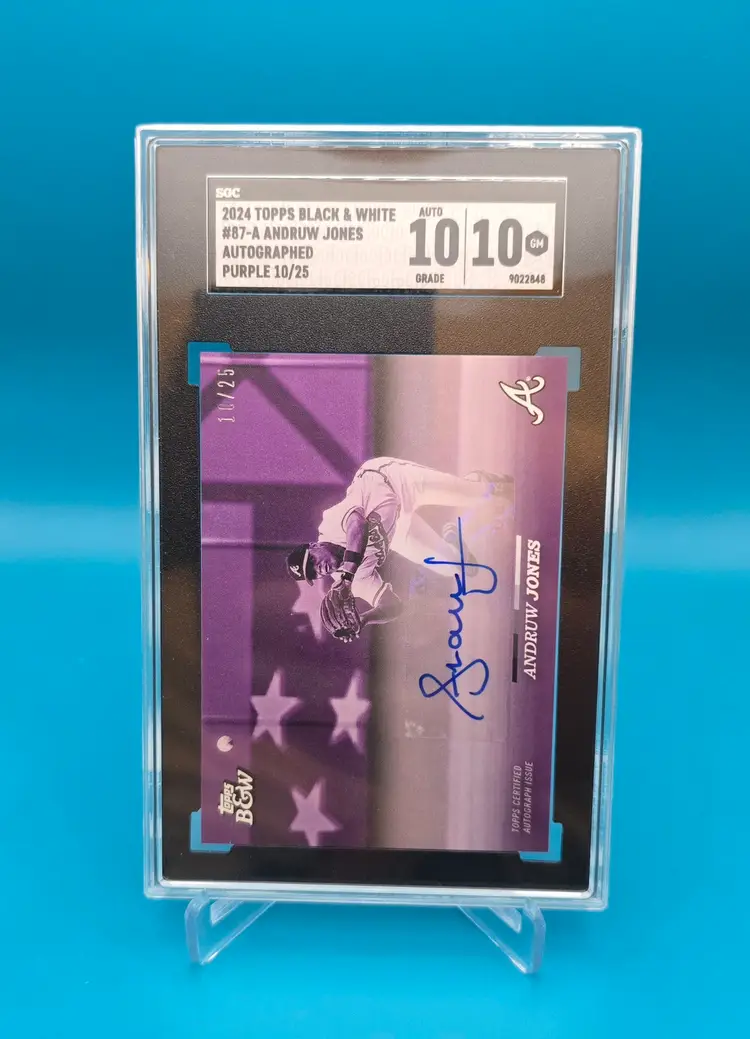 SGC
2024 TOPPS BLACK & WHITE
#87-A ANDRUW JONES
AUTOGRAPHED
PURPLE 10/25
AUTO
10
GRADE
10
GM
9022848
10/25
A
ANDRUW JONES
TOPPS CERTIFIED
AUTOGRAPH ISSUE
topps
B&W
A